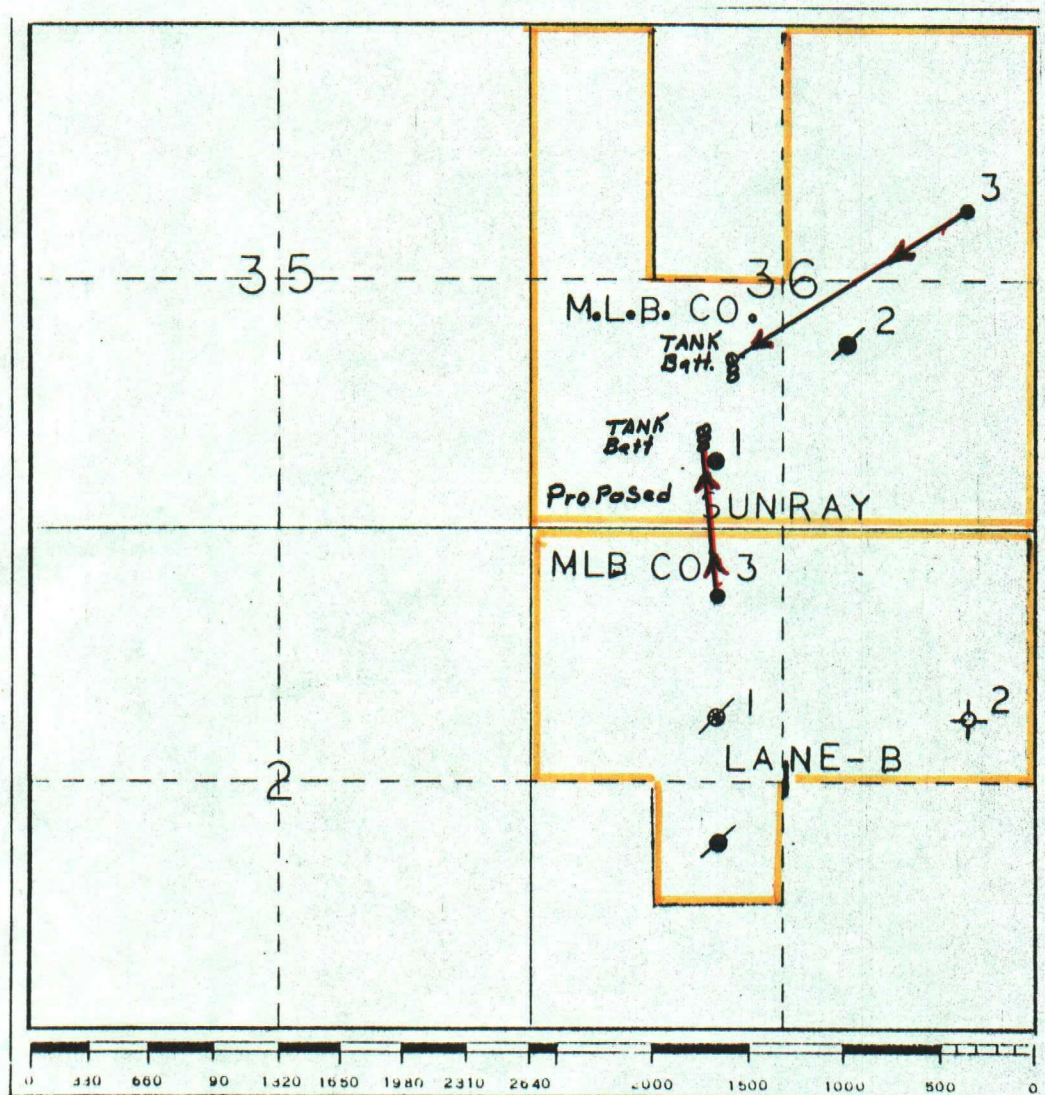 3
35
36
M.L.B. CO.
2
TANK
Batt.
TANK
Batt
1
Proposed
SUNRAY
MLB CO.
3
1
2
LANE-B
2
0 330 660 90 1320 1650 1980 2310 2640 2000 1500 1000 500 0